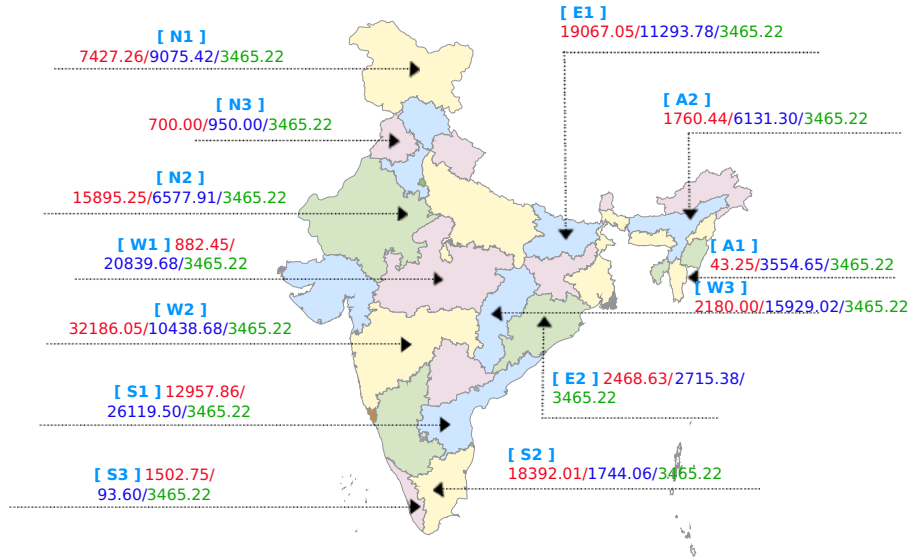 [ E1 ]
19067.05/11293.78/3465.22
[ N1 ]
7427.26/9075.42/3465.22
[ N3 ]
700.00/950.00/3465.22
[ A2 ]
1760.44/6131.30/3465.22
[ N2 ]
15895.25/6577.91/3465.22
[ W1 ] 882.45/
20839.68/3465.22
[ A1 ]
43.25/3554.65/3465.22
[ W3 ]
2180.00/15929.02/3465.22
[ W2 ]
32186.05/10438.68/3465.22
[ E2 ] 2468.63/2715.38/
3465.22
[ S1 ] 12957.86/
26119.50/3465.22
[ S2 ]
18392.01/1744.06/3465.22
[ S3 ] 1502.75/
93.60/3465.22